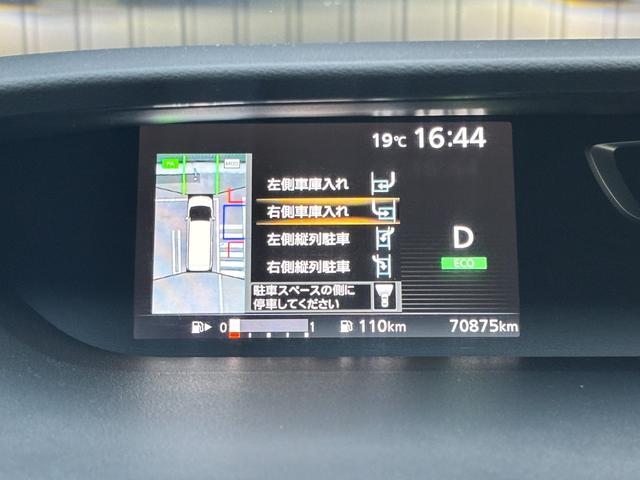 19℃ 16:44
PA
MOD
左側車庫入れ
右側車庫入れ
左側縦列駐車
右側縦列駐車
駐車スペースの側に
停車してください
D
ECO
0 1 110km 70875km